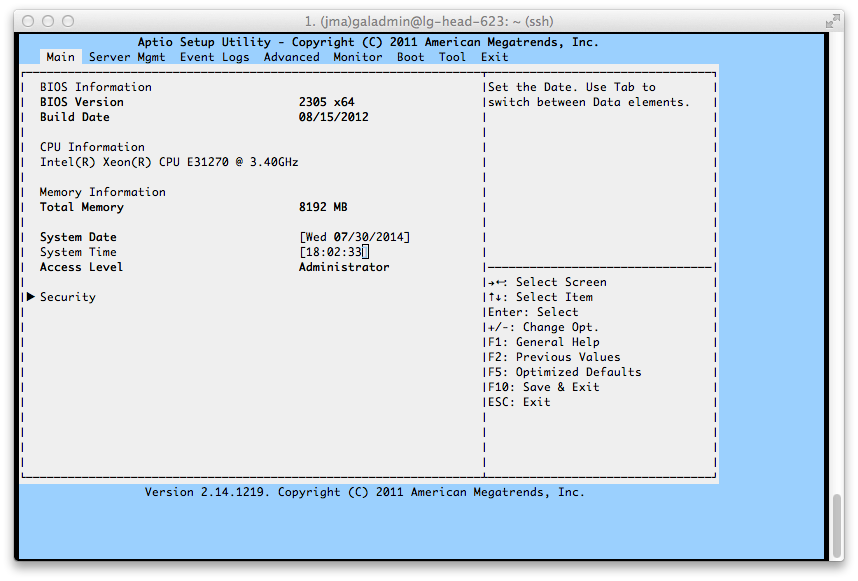 1. (jma)galadmin@lg-head-623: ~ (ssh)
Aptio Setup Utility - Copyright (C) 2011 American Megatrends, Inc.
Main Server Mgmt Event Logs Advanced Monitor Boot Tool Exit
BIOS Information
BIOS Version 2305 x64
Build Date 08/15/2012
CPU Information
Intel(R) Xeon(R) CPU E31270 @ 3.40GHz
Memory Information
Total Memory 8192 MB
System Date [Wed 07/30/2014]
System Time [18:02:33]
Access Level Administrator
▶ Security
Set the Date. Use Tab to
switch between Data elements.
→←: Select Screen
↑↓: Select Item
Enter: Select
+/-: Change Opt.
F1: General Help
F2: Previous Values
F5: Optimized Defaults
F10: Save & Exit
ESC: Exit
Version 2.14.1219. Copyright (C) 2011 American Megatrends, Inc.